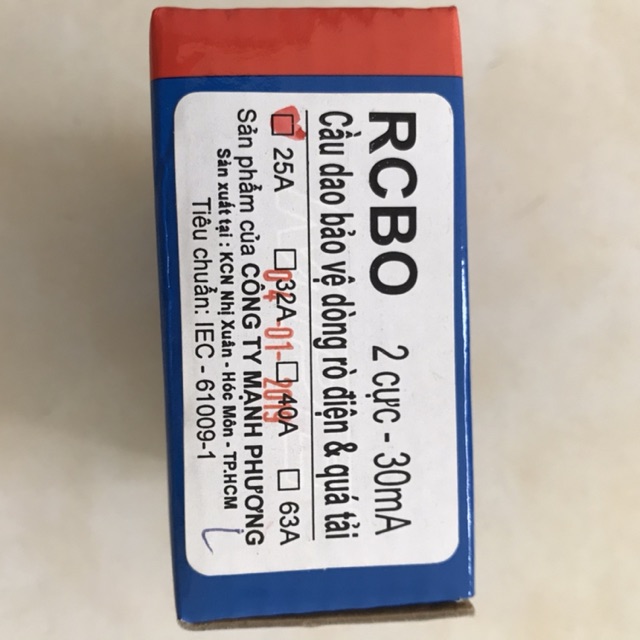 RCBO 2 cực - 30mA
Cầu dao bảo vệ dòng rò điện & quá tải
25A 32A 40A 63A
04-01-2019
Sản phẩm của CÔNG TY MẠNH PHƯƠNG
Sản xuất tại : KCN Nhị Xuân - Hóc Môn - TP.HCM
Tiêu chuẩn: IEC - 61009-1